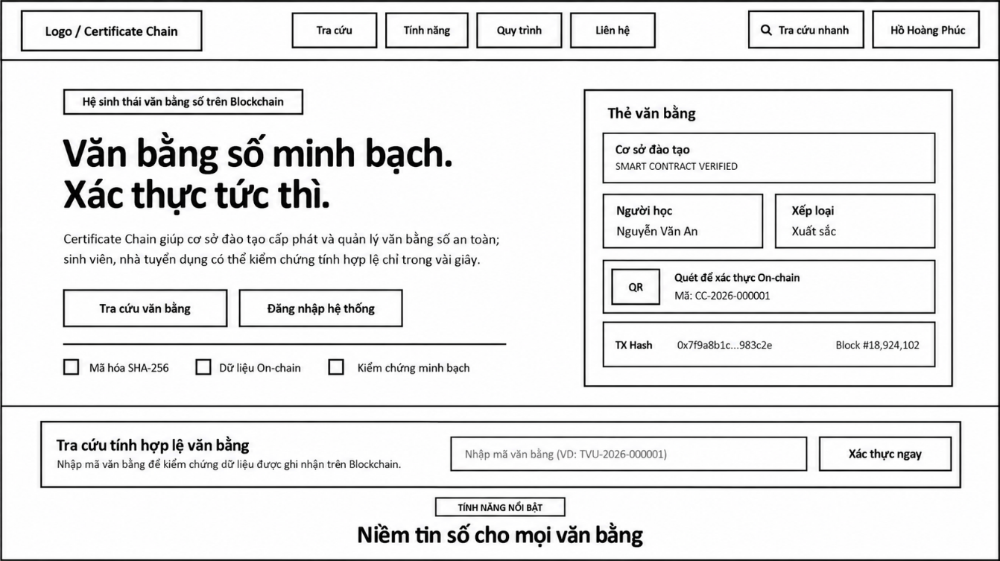 Logo / Certificate Chain
Tra cứu
Tính năng
Quy trình
Liên hệ
Tra cứu nhanh
Hồ Hoàng Phúc
Hệ sinh thái văn bằng số trên Blockchain
Văn bằng số minh bạch.
Xác thực tức thì.
Certificate Chain giúp cơ sở đào tạo cấp phát và quản lý văn bằng số an toàn;
sinh viên, nhà tuyển dụng có thể kiểm chứng tính hợp lệ chỉ trong vài giây.
Tra cứu văn bằng
Đăng nhập hệ thống
Mã hóa SHA-256
Dữ liệu On-chain
Kiểm chứng minh bạch
Thẻ văn bằng
Cơ sở đào tạo
SMART CONTRACT VERIFIED
Người học
Nguyễn Văn An
Xếp loại
Xuất sắc
QR
Quét để xác thực On-chain
Mã: CC-2026-000001
TX Hash 0x7f9a8b1c...983c2e Block #18,924,102
Tra cứu tính hợp lệ văn bằng
Nhập mã văn bằng để kiểm chứng dữ liệu được ghi nhận trên Blockchain.
Nhập mã văn bằng (VD: TVU-2026-000001)
Xác thực ngay
TÍNH NĂNG NỔI BẬT
Niềm tin số cho mọi văn bằng